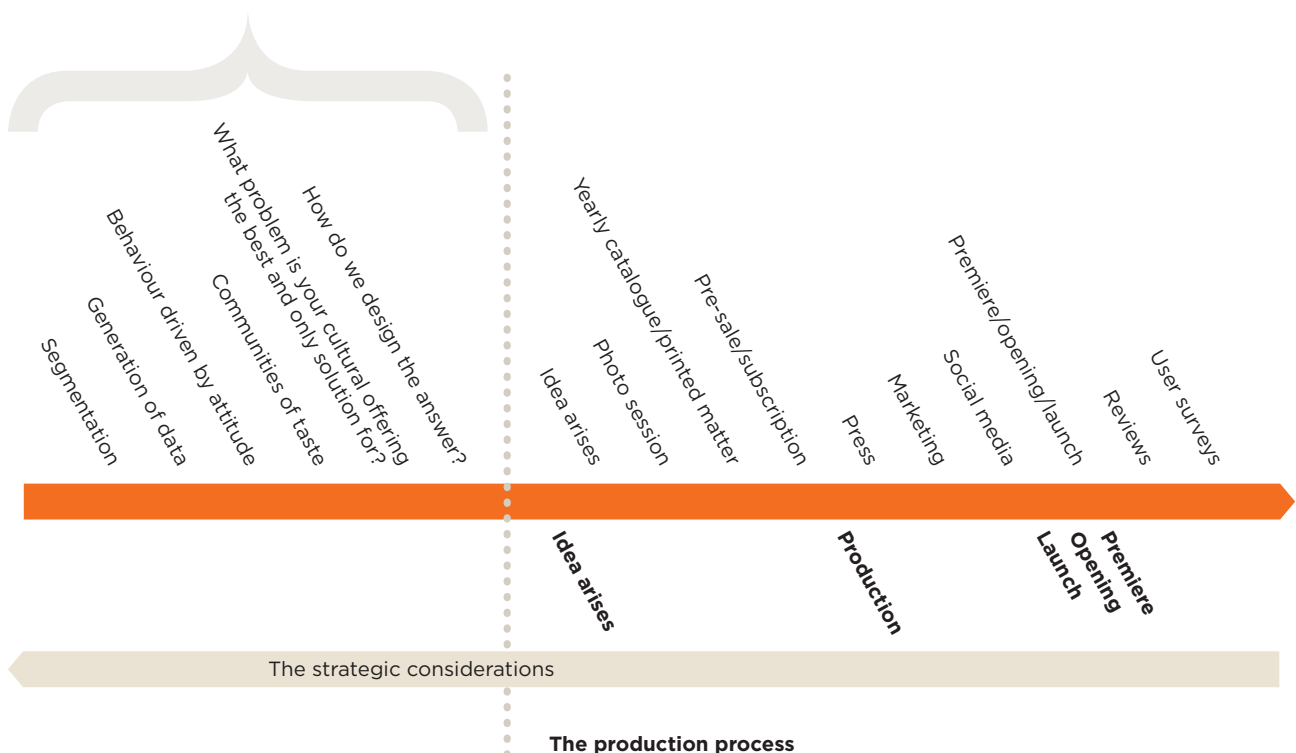 Segmentation
Generation of data
Behaviour driven by attitude
Communities of taste
What problem is your cultural offering
the best and only solution for?
How do we design the answer?
Idea arises
Photo session
Yearly catalogue/printed matter
Pre-sale/subscription
Press
Marketing
Social media
Premiere/opening/launch
Reviews
User surveys
Idea arises
Production
Launch
Opening
Premiere
The strategic considerations
The production process